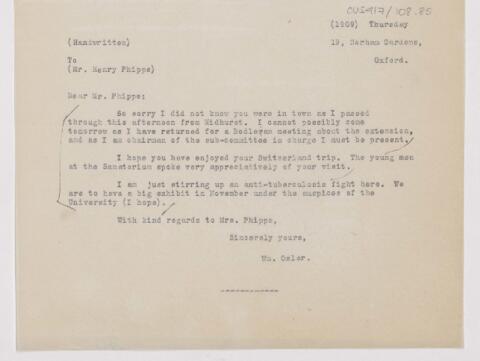 CUS417/108.85
(1909) Thursday
(Handwritten)
19, Norham Gardens,
To
Oxford.
(Mr. Henry Phipps)
Dear Mr. Phipps:
So sorry I did not know you were in town as I passed
through this afternoon from Midhurst. I cannot possibly come
tomorrow as I have returned for a Bodleyan meeting about the extension,
and as I am chairman of the sub-committee in charge I must be present.
I hope you have enjoyed your Switzerland trip. The young men
at the Sanatorium spoke very appreciatively of your visit.
I am just stirring up an anti-tuberculosis fight here. We
are to have a big exhibit in November under the auspices of the
University (I hope).
With kind regards to Mrs. Phipps,
Sincerely yours,
Wm. Osler.